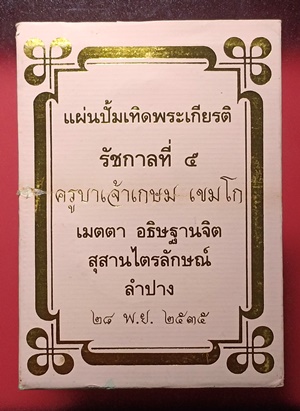 แผ่นปั้มเทิดพระเกียรติ
รัชกาลที่ ๕
ครูบาเจ้าเกษม เขมโก
เมตตา อธิษฐานจิต
สุสานไตรลักษณ์
ลำปาง
๒๘ พ.ย. ๒๕๓๕